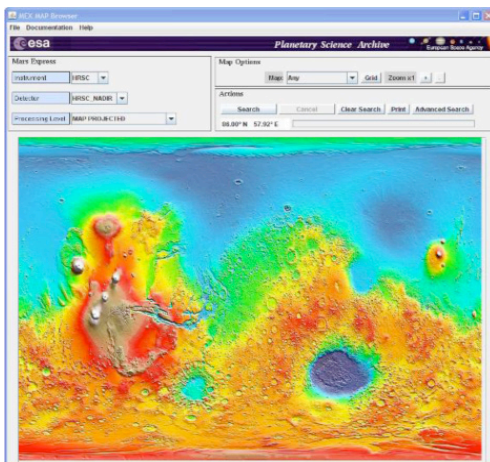 MEX MAP Browser
File Documentation Help
esa
Planetary Science Archive
European Space Agency
Mars Express
Instrument HRSC
Detector HRSC_NADIR
Processing Level MAP PROJECTED
Map Options
Map Any Grid Zoom x1 + -
Actions
Search Cancel Clear Search Print Advanced Search
86.00° N 57.92° E